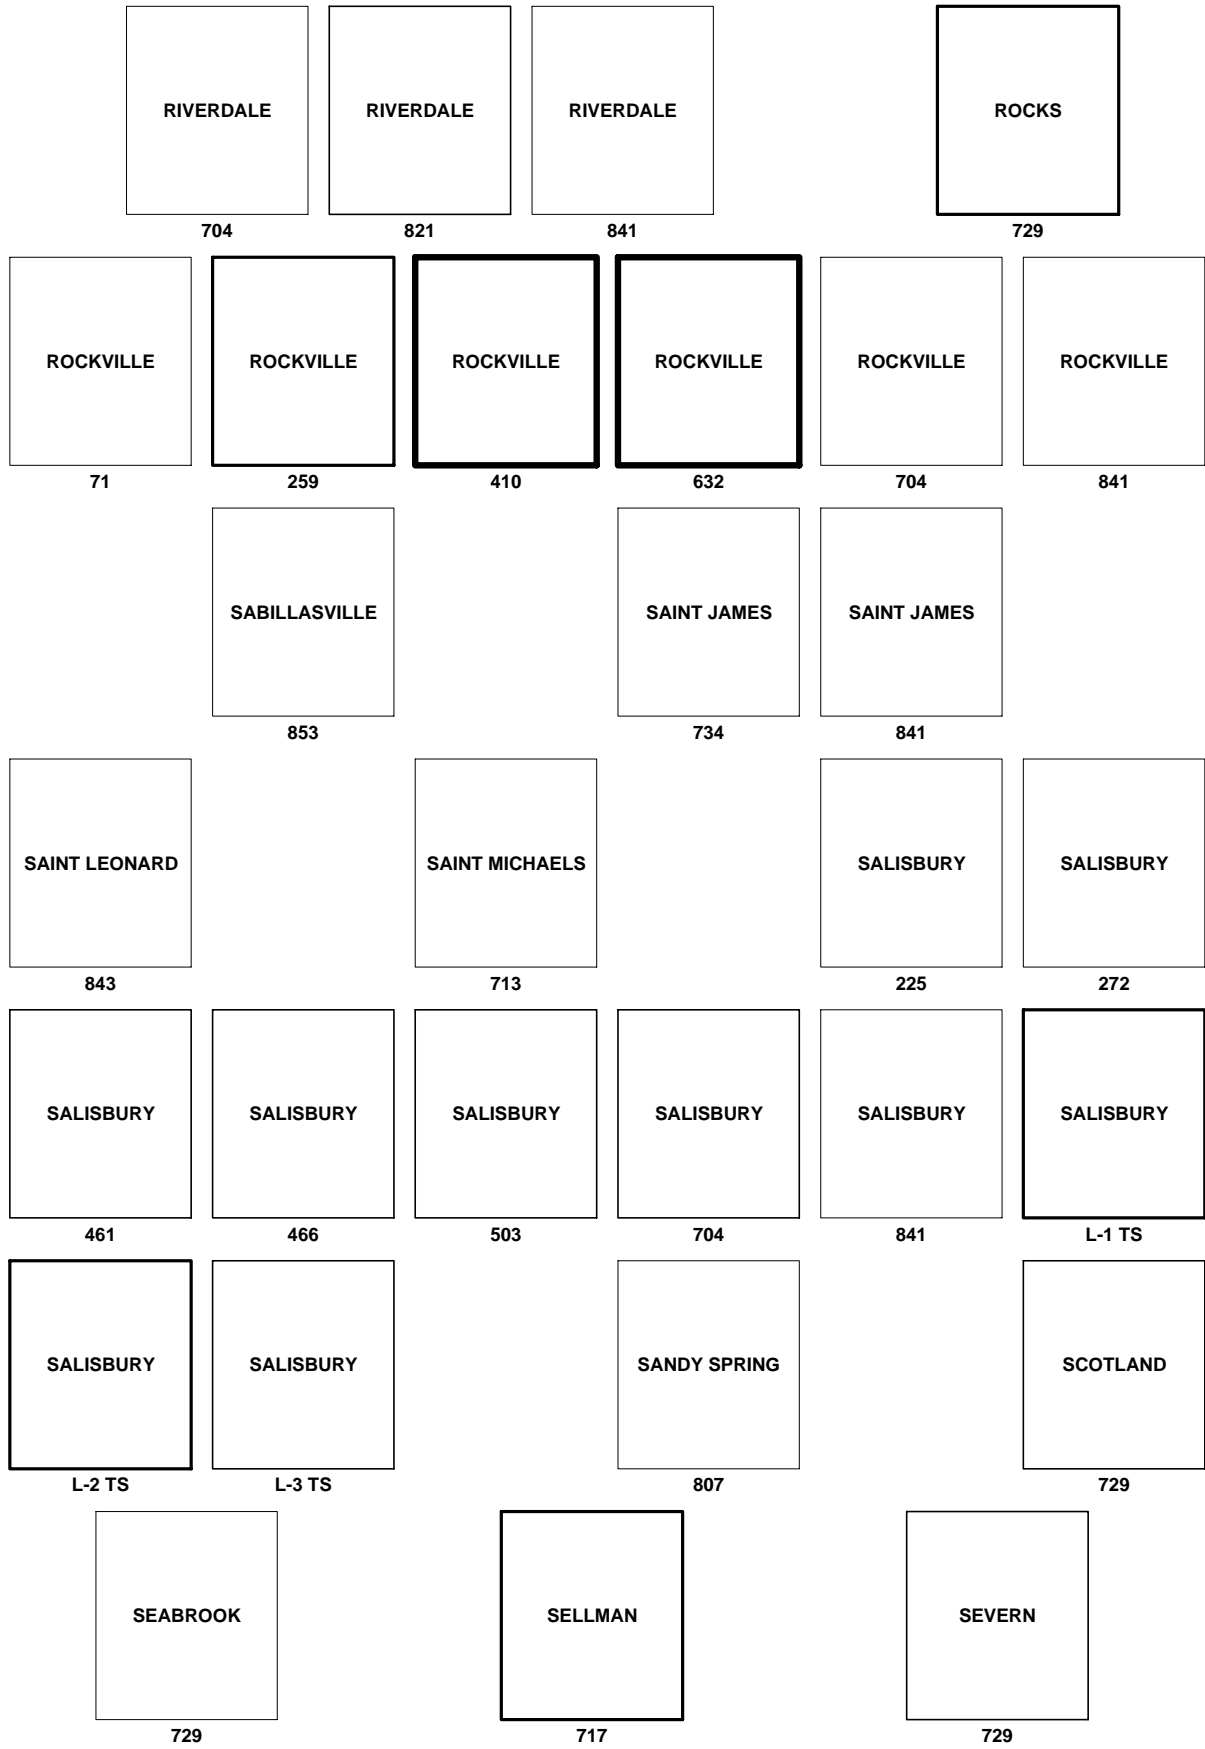 RIVERDALE RIVERDALE RIVERDALE ROCKS
704 821 841 729
ROCKVILLE ROCKVILLE ROCKVILLE ROCKVILLE ROCKVILLE ROCKVILLE
71 259 410 632 704 841
SABILLASVILLE SAINT JAMES SAINT JAMES
853 734 841
SAINT LEONARD SAINT MICHAELS SALISBURY SALISBURY
843 713 225 272
SALISBURY SALISBURY SALISBURY SALISBURY SALISBURY SALISBURY
461 466 503 704 841 L-1 TS
SALISBURY SALISBURY SANDY SPRING SCOTLAND
L-2 TS L-3 TS 807 729
SEABROOK SELLMAN SEVERN
729 717 729